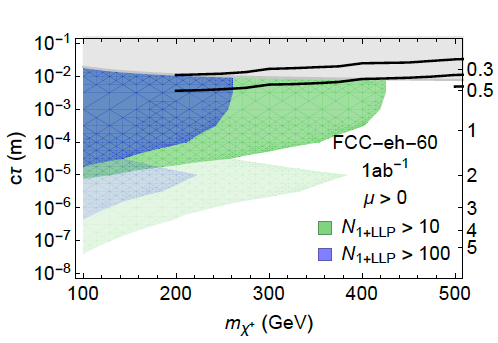 10⁻¹
10⁻²
10⁻³
10⁻⁴
10⁻⁵
10⁻⁶
10⁻⁷
10⁻⁸
cτ (m)
0.3
0.5
1
2
3
4
5
FCC-eh-60
1ab⁻¹
μ > 0
N₁₊LLP > 10
N₁₊LLP > 100
100 200 300 400 500
mχ⁺ (GeV)